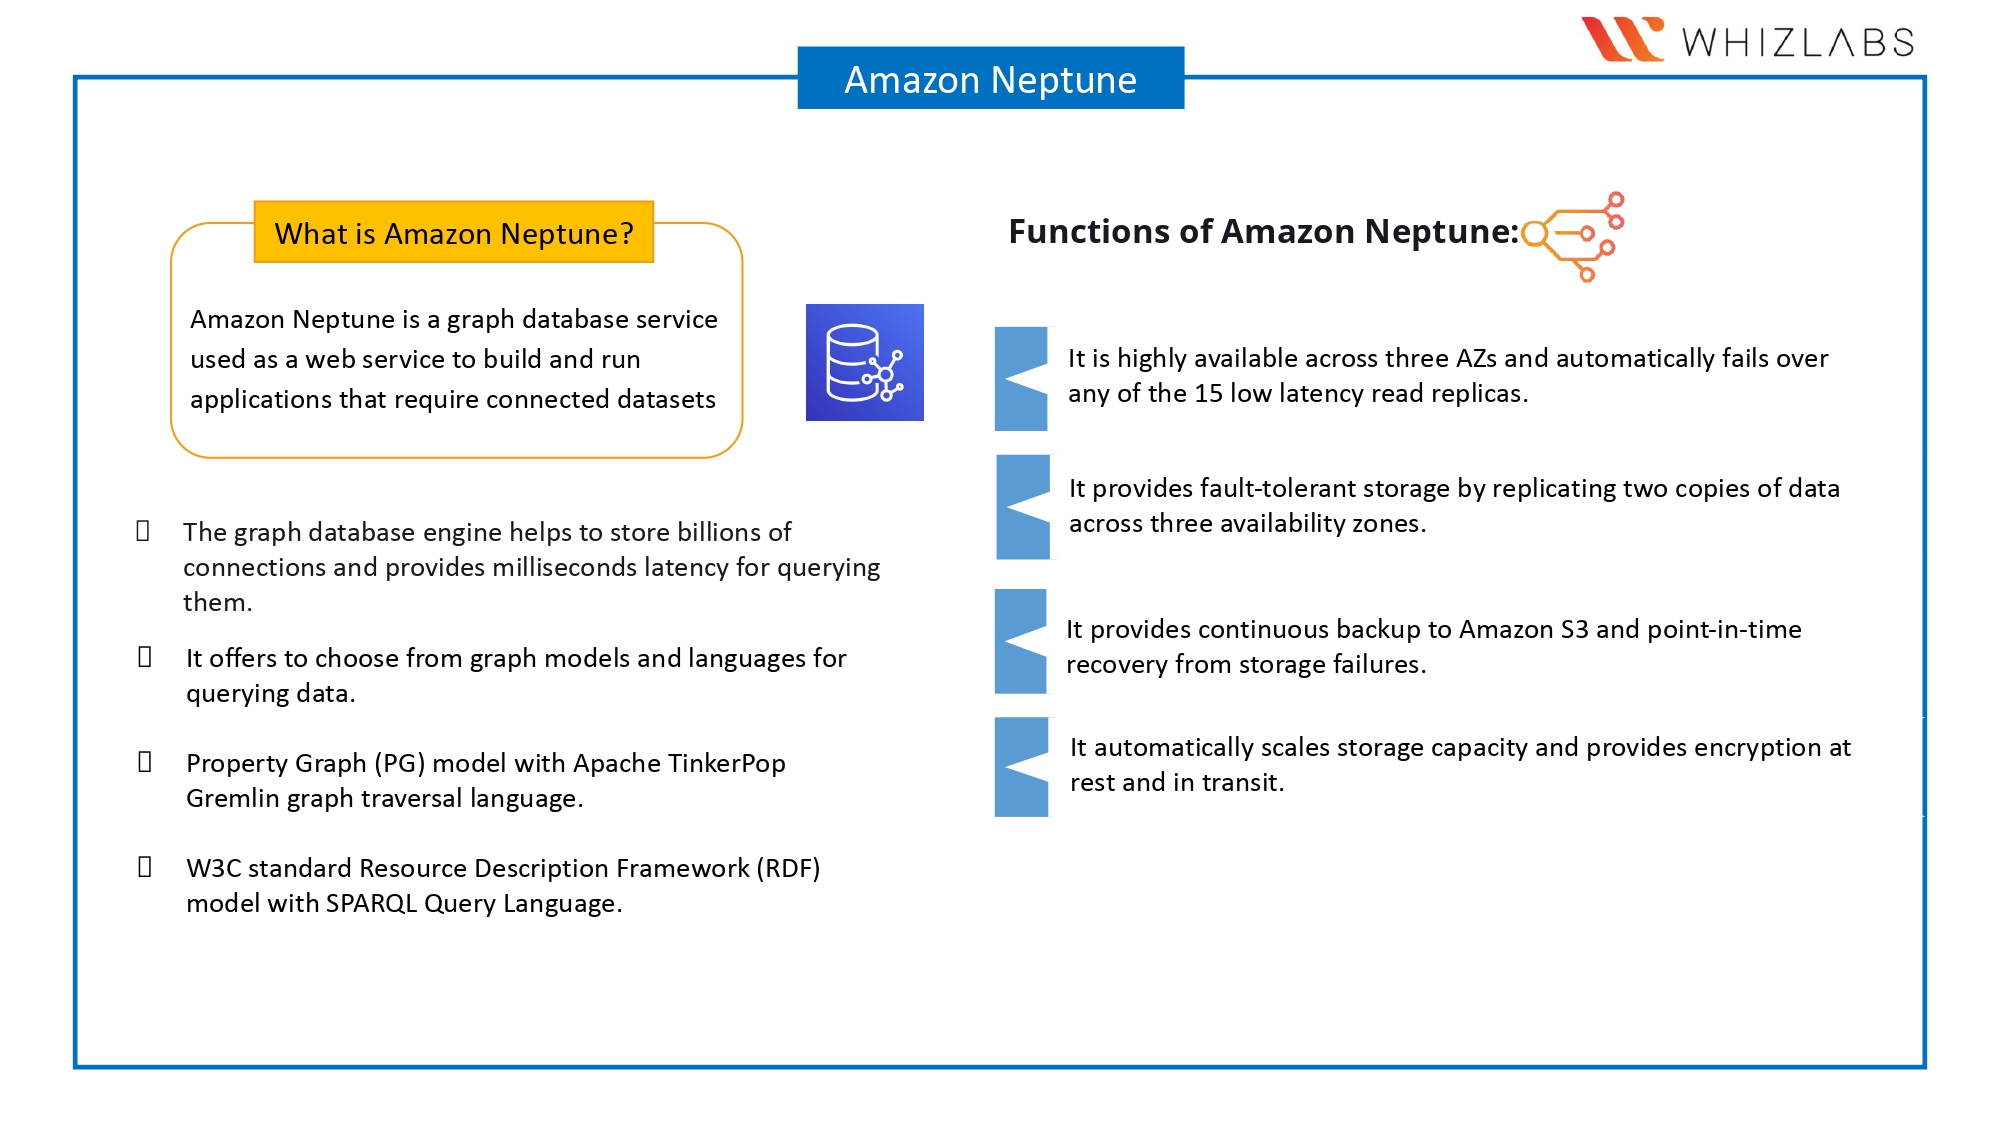 WHIZLABS
Amazon Neptune
What is Amazon Neptune?
Amazon Neptune is a graph database service
used as a web service to build and run
applications that require connected datasets
The graph database engine helps to store billions of
connections and provides milliseconds latency for querying
them.
It offers to choose from graph models and languages for
querying data.
Property Graph (PG) model with Apache TinkerPop
Gremlin graph traversal language.
W3C standard Resource Description Framework (RDF)
model with SPARQL Query Language.
Functions of Amazon Neptune:
It is highly available across three AZs and automatically fails over
any of the 15 low latency read replicas.
It provides fault-tolerant storage by replicating two copies of data
across three availability zones.
It provides continuous backup to Amazon S3 and point-in-time
recovery from storage failures.
It automatically scales storage capacity and provides encryption at
rest and in transit.